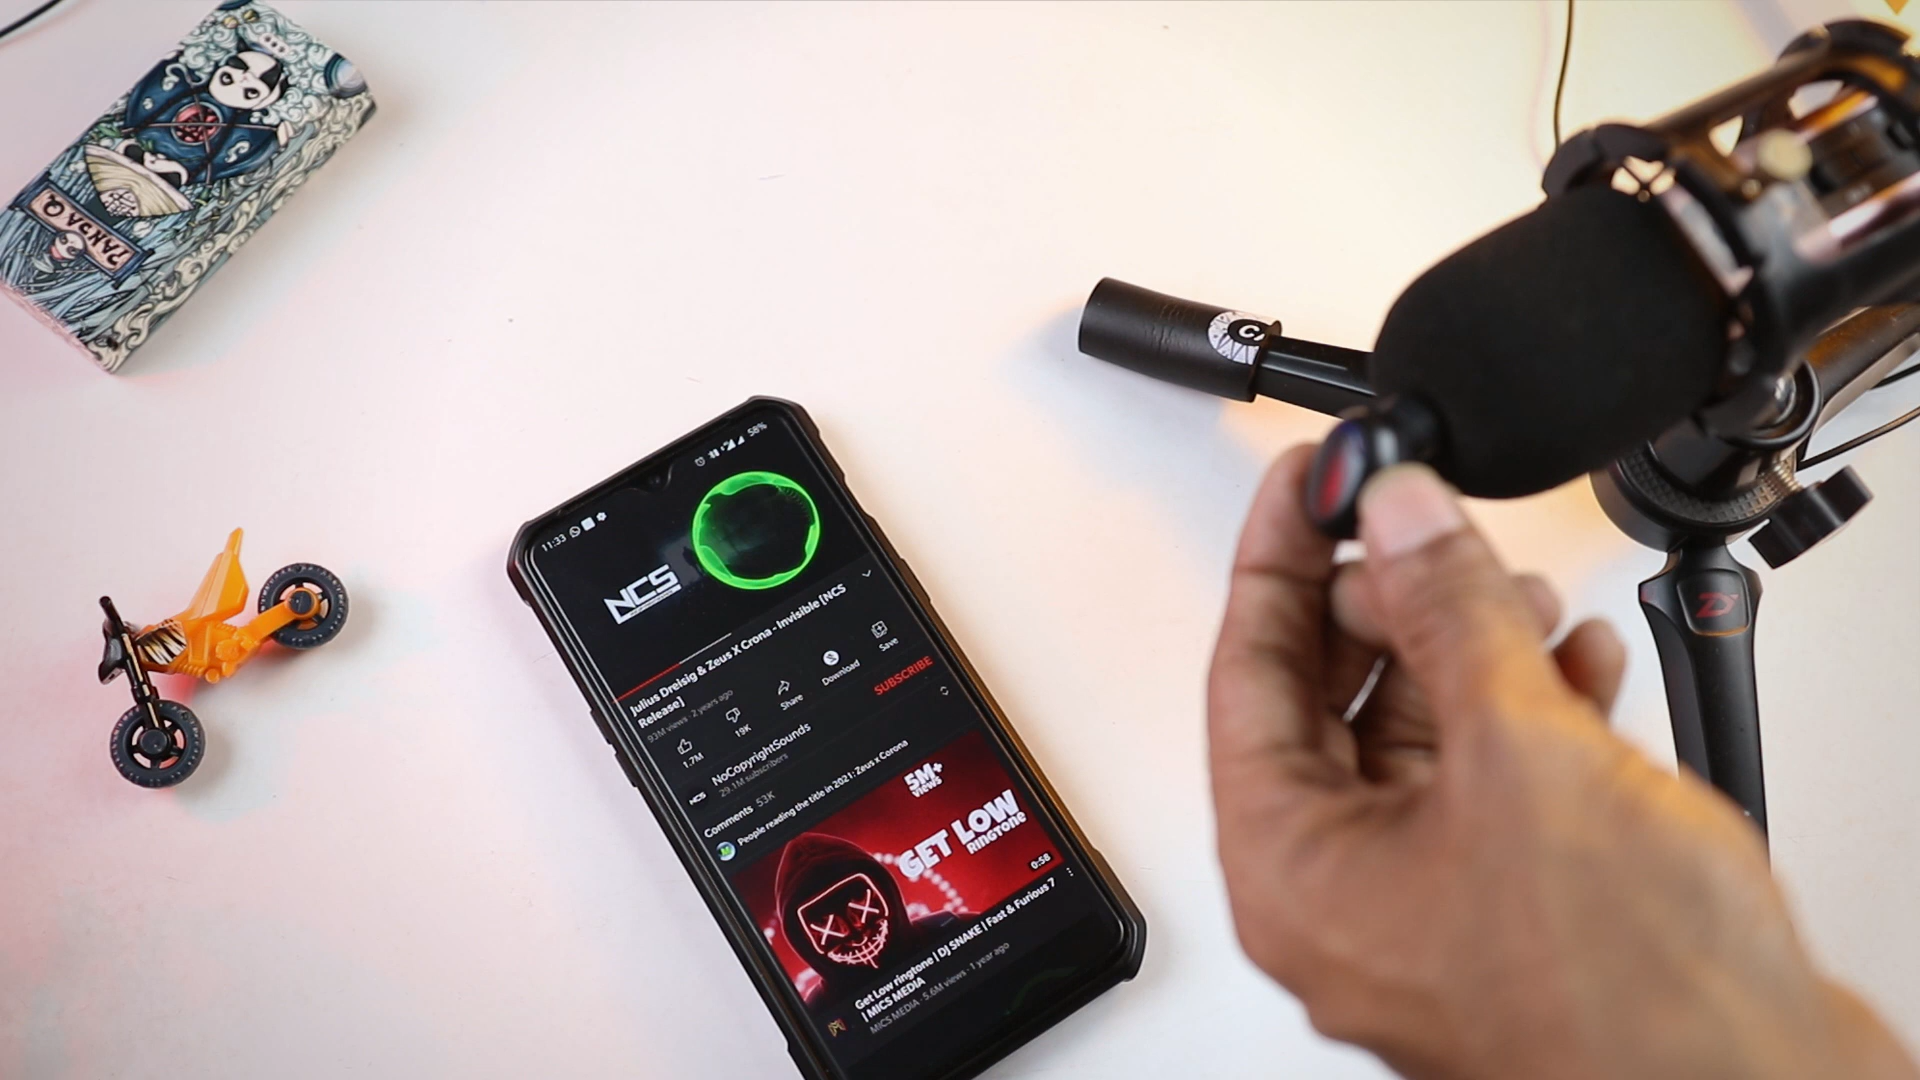 PANDAQ
11:33
58%
NCS
Julius Dreisig & Zeus X Crona - Invisible [NCS
Release]
93M views · 2 years ago
1.7M
19K
Share
Download
Save
NCS
NoCopyrightSounds
29.1M subscribers
SUBSCRIBE
Comments 53K
People reading the title in 2021: Zeus x Corona
5M+
VIEWS
GET LOW
RINGTONE
0:58
Get Low ringtone | DJ SNAKE | Fast & Furious 7
| MICS MEDIA
MICS MEDIA · 5.6M views · 1 year ago